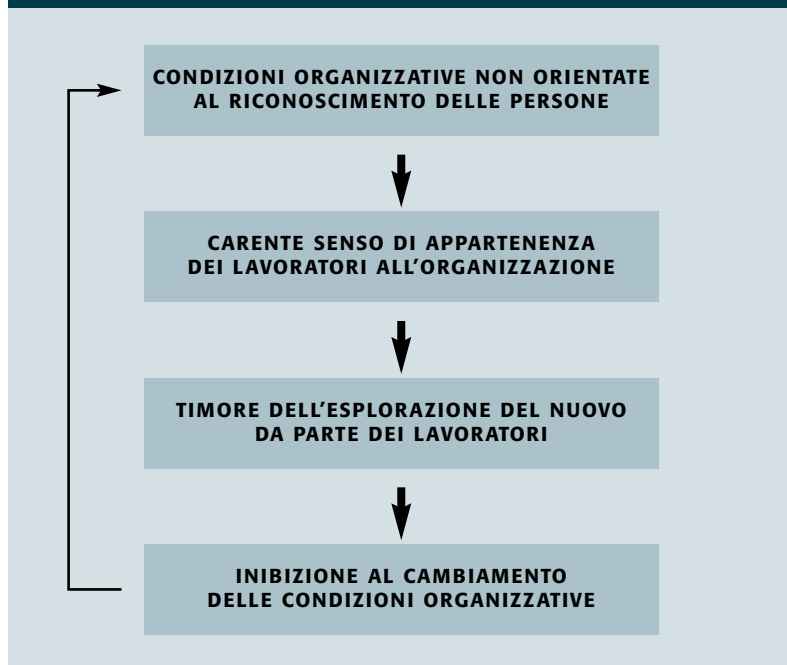 CONDIZIONI ORGANIZZATIVE NON ORIENTATE
AL RICONOSCIMENTO DELLE PERSONE
CARENTE SENSO DI APPARTENENZA
DEI LAVORATORI ALL'ORGANIZZAZIONE
TIMORE DELL'ESPLORAZIONE DEL NUOVO
DA PARTE DEI LAVORATORI
INIBIZIONE AL CAMBIAMENTO
DELLE CONDIZIONI ORGANIZZATIVE